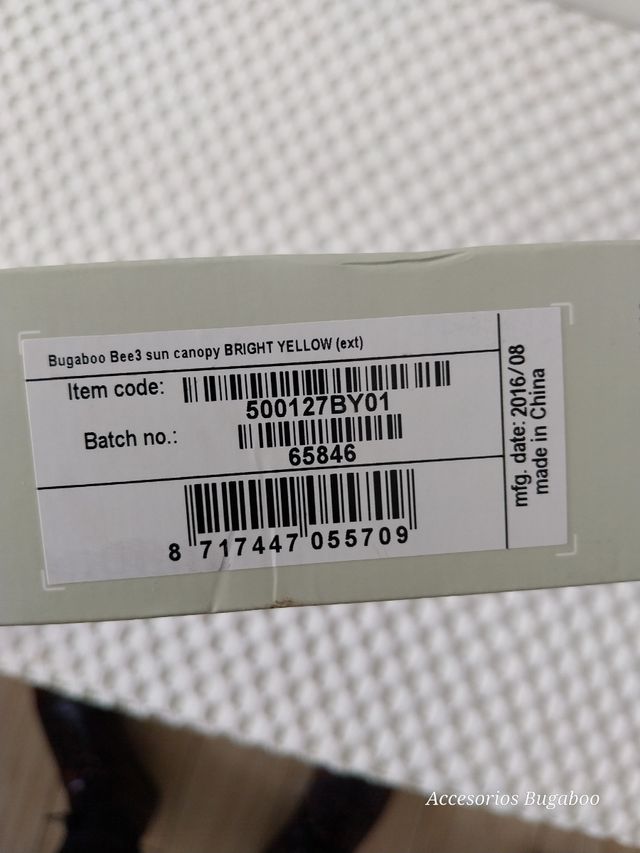 Bugaboo Bee3 sun canopy BRIGHT YELLOW (ext)
Item code:
500127BY01
Batch no.:
65846
8 717447 055709
mfg. date: 2016/08
made in China
Accesorios Bugaboo